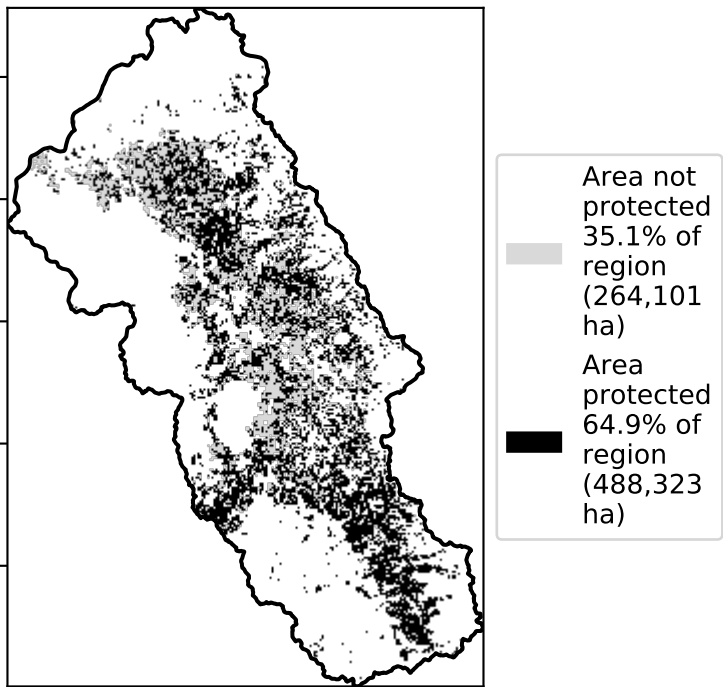 Area not
protected
35.1% of
region
(264,101
ha)
Area
protected
64.9% of
region
(488,323
ha)